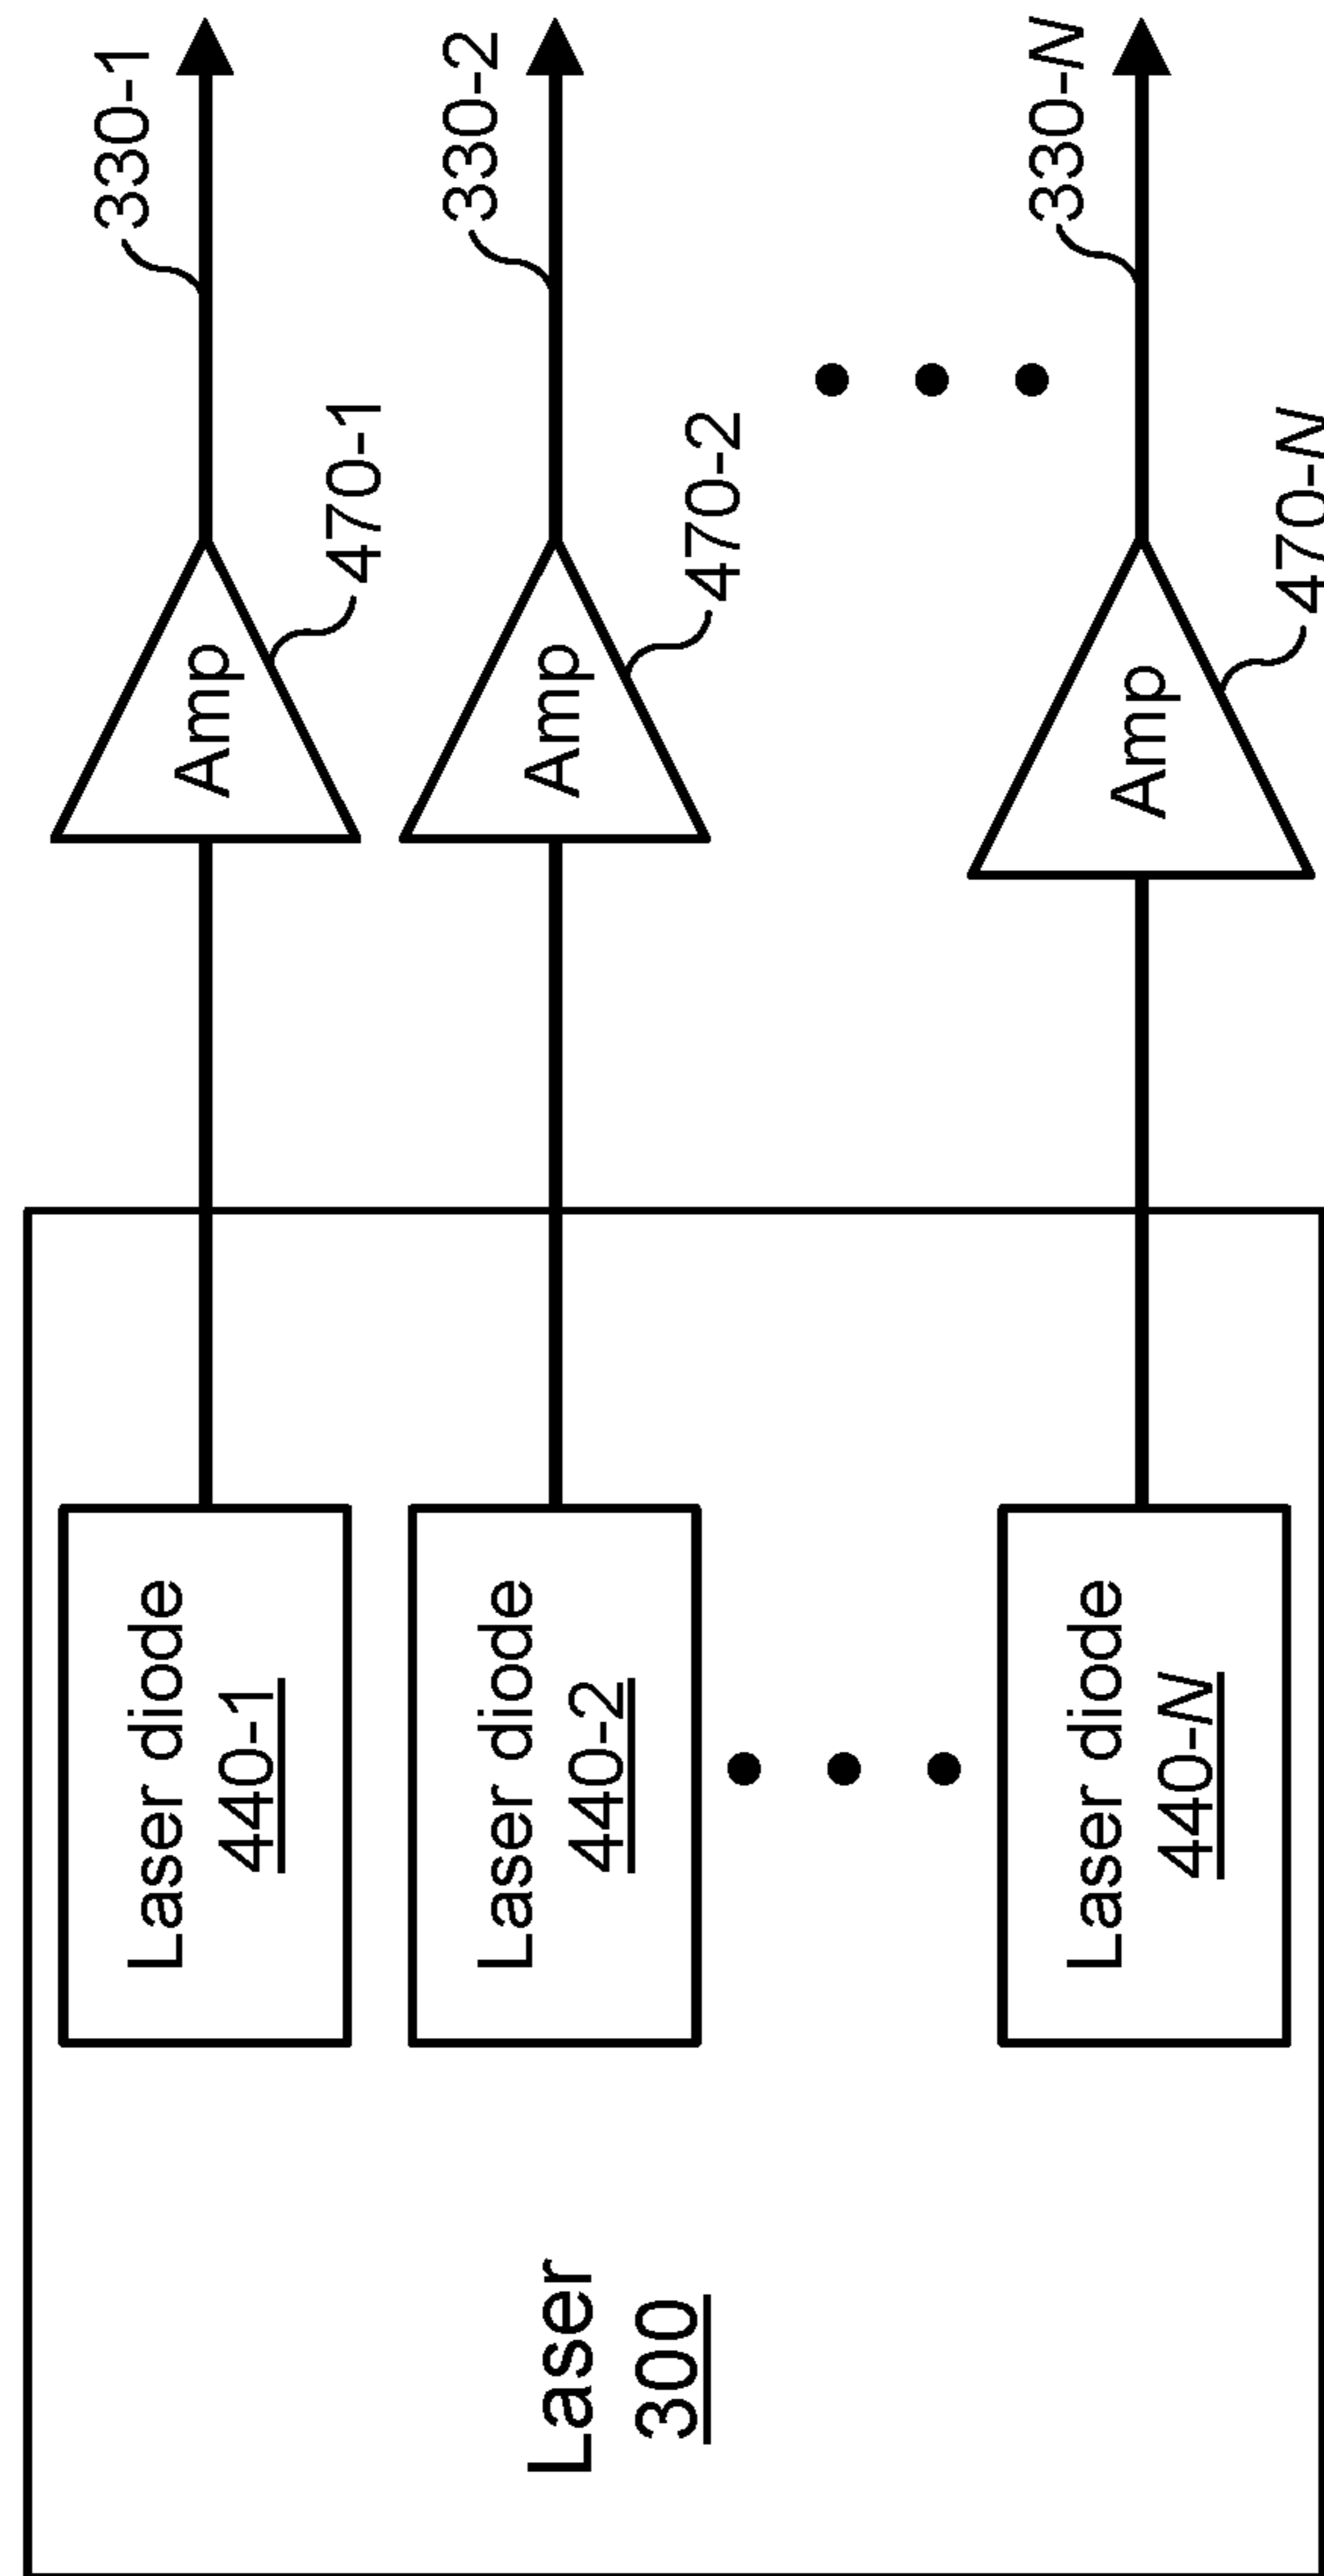 Laser
300
Laser diode
440-1
Amp
470-1
330-1
Laser diode
440-2
Amp
470-2
330-2
Laser diode
440-N
Amp
470-N
330-N